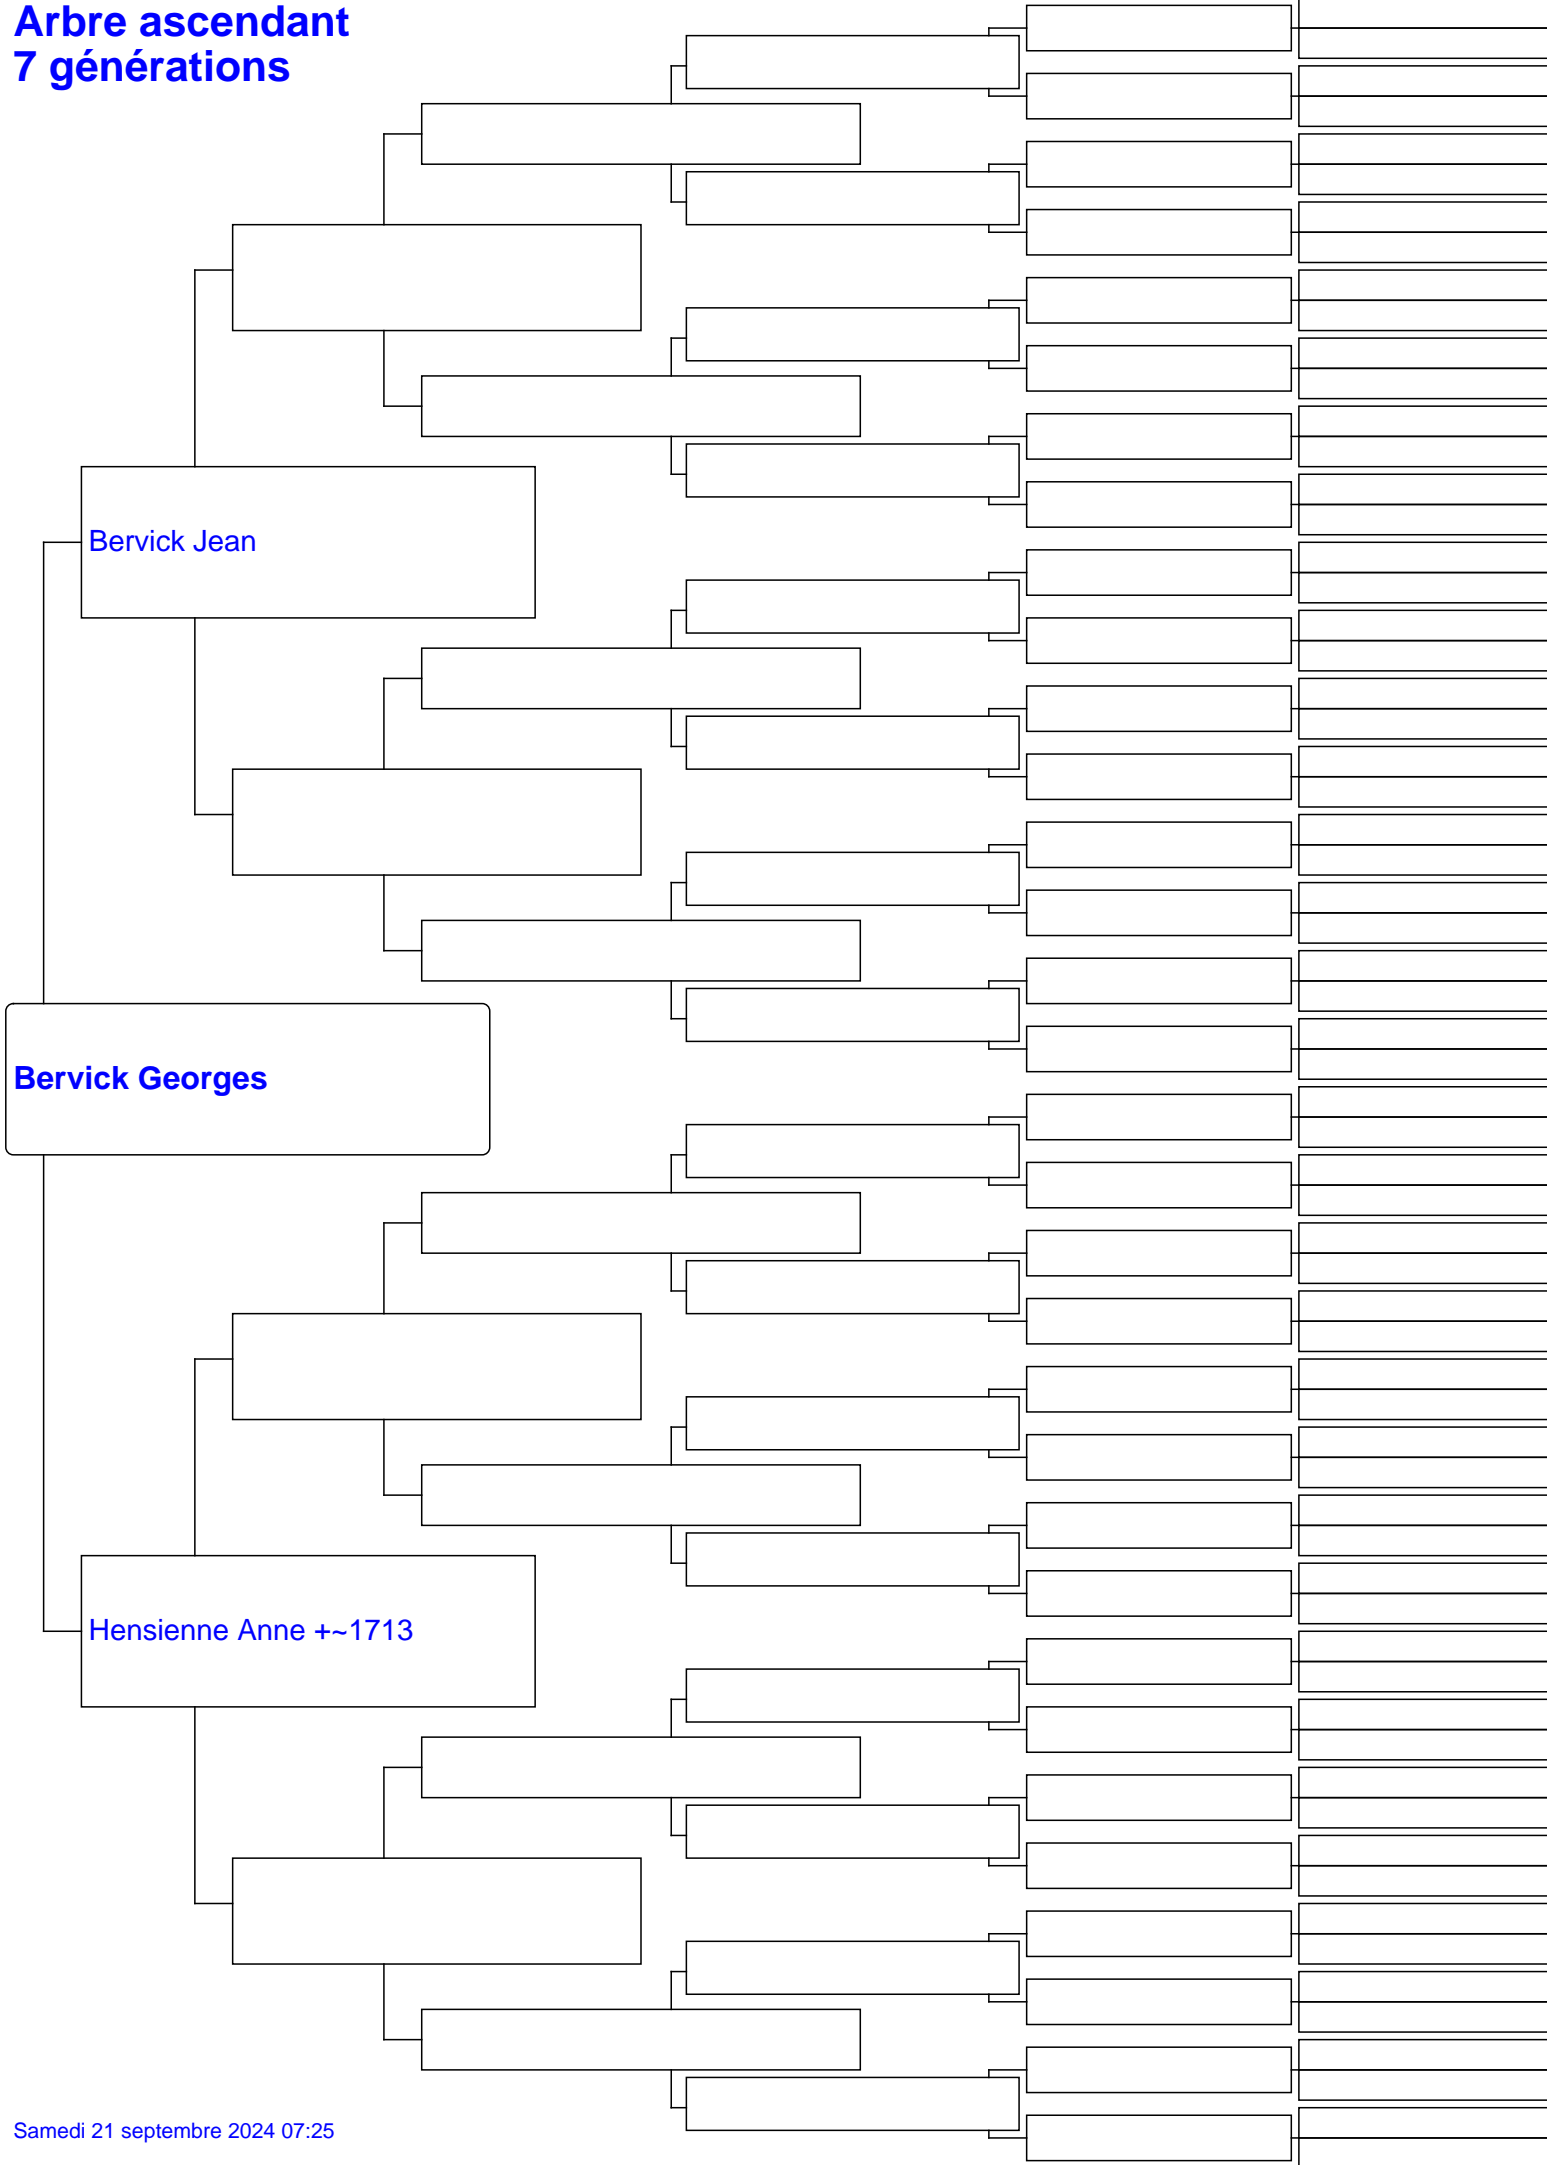 Arbre ascendant
7 générations
Bervick Jean
Bervick Georges
Hensienne Anne +~1713
Samedi 21 septembre 2024 07:25